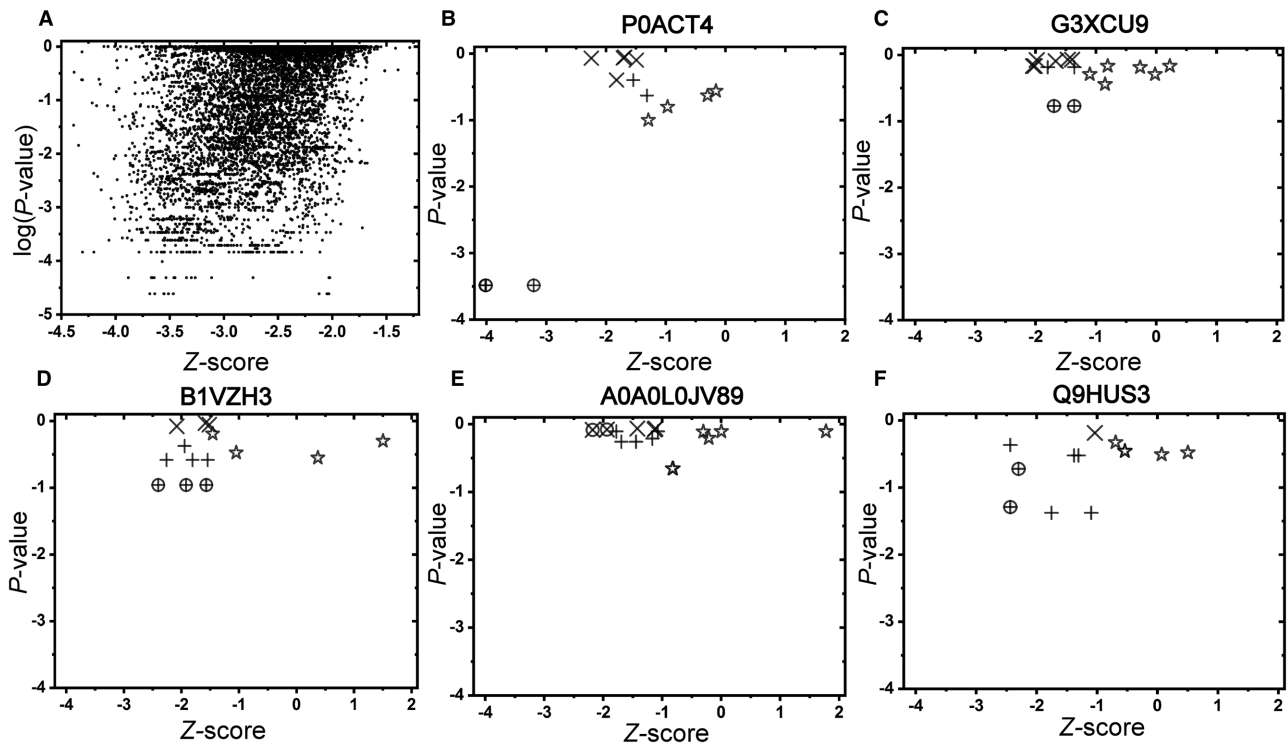 A
0
-1
-2
-3
-4
-5
log(P-value)
-4.5 -4.0 -3.5 -3.0 -2.5 -2.0 -1.5
Z-score
B
P0ACT4
0
-1
-2
-3
-4
P-value
-4 -3 -2 -1 0 1 2
Z-score
C
G3XCU9
0
-1
-2
-3
-4
P-value
-4 -3 -2 -1 0 1 2
Z-score
D
B1VZH3
0
-1
-2
-3
-4
P-value
-4 -3 -2 -1 0 1 2
Z-score
E
A0A0L0JV89
0
-1
-2
-3
-4
P-value
-4 -3 -2 -1 0 1 2
Z-score
F
Q9HUS3
0
-1
-2
-3
-4
P-value
-4 -3 -2 -1 0 1 2
Z-score